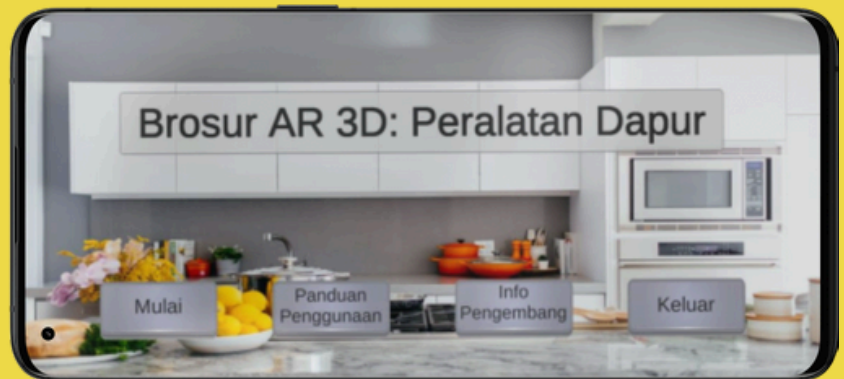 Brosur AR 3D: Peralatan Dapur
Mulai
Panduan
Penggunaan
Info
Pengembang
Keluar